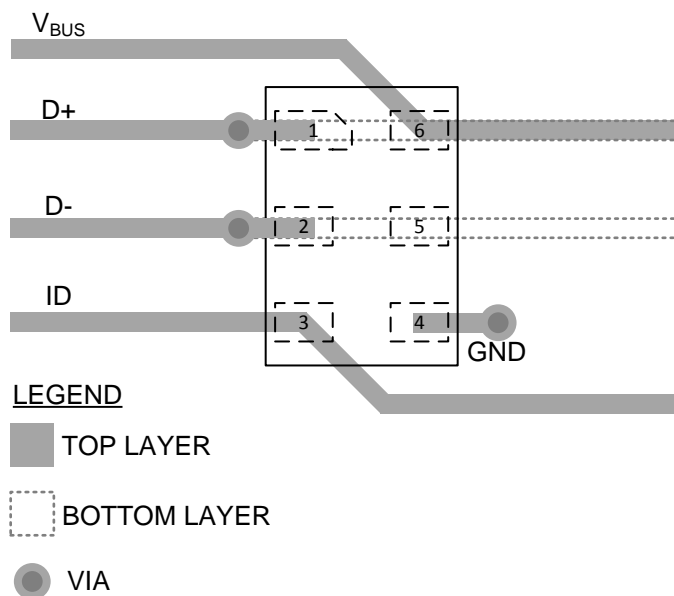 VBUS
D+
1
6
D-
2
5
ID
3
4
GND
LEGEND
TOP LAYER
BOTTOM LAYER
VIA